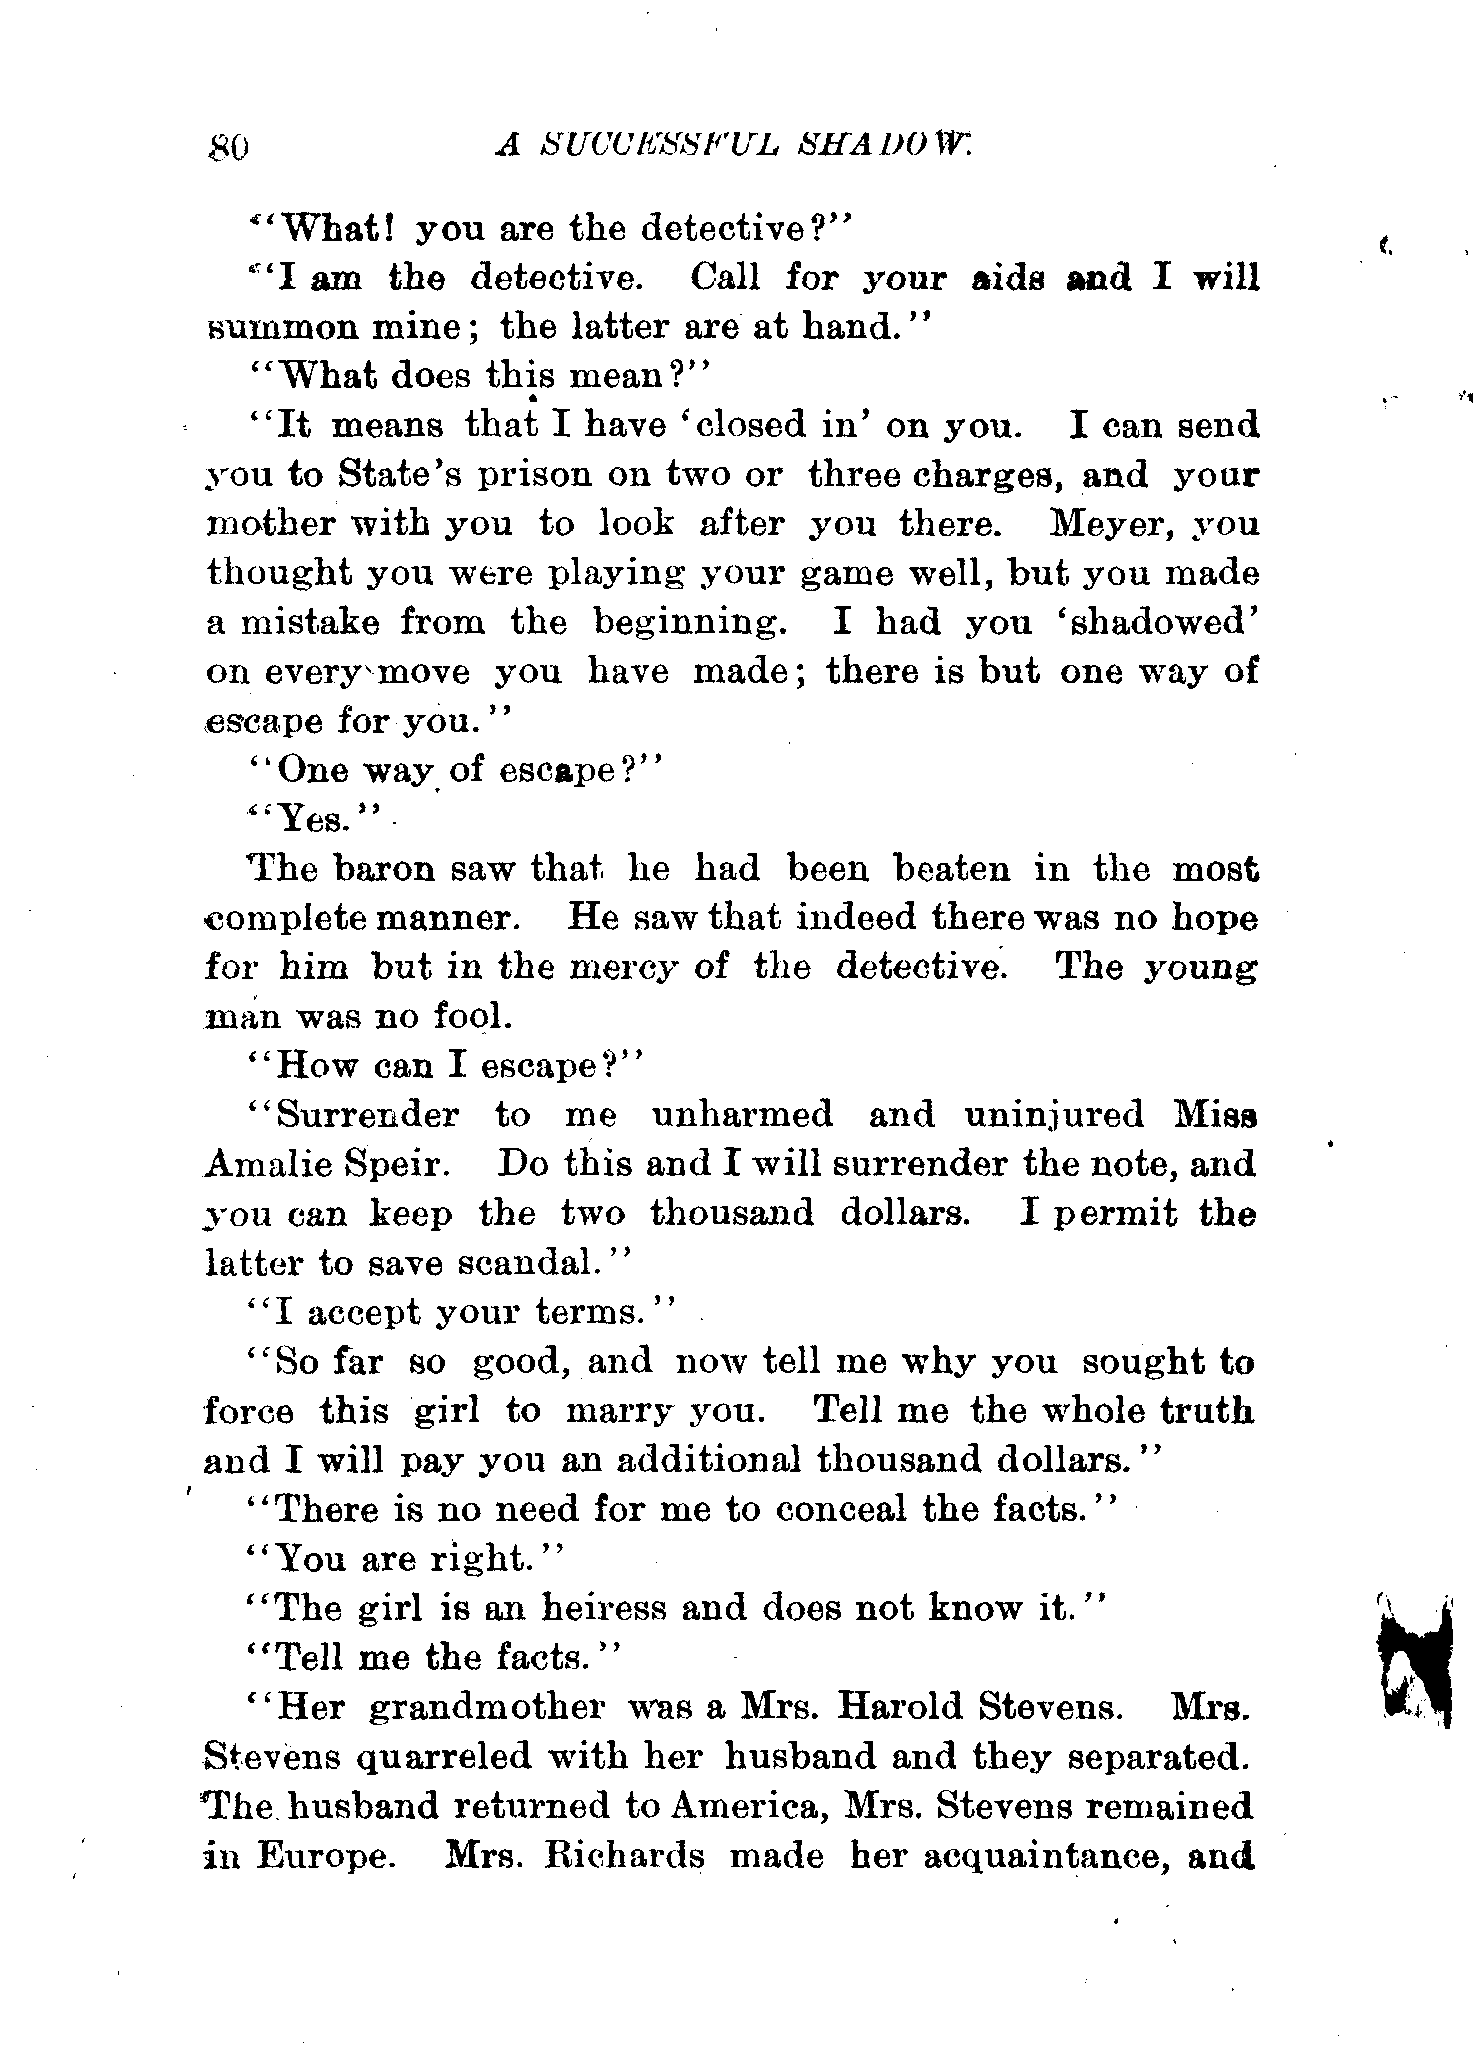 80 A SUCCESSFUL SHADOW.
"What! you are the detective?"
"I am the detective. Call for your aids and I will
summon mine; the latter are at hand."
"What does this mean?"
"It means that I have 'closed in' on you. I can send
you to State's prison on two or three charges, and your
mother with you to look after you there. Meyer, you
thought you were playing your game well, but you made
a mistake from the beginning. I had you 'shadowed'
on every move you have made; there is but one way of
escape for you."
"One way of escape?"
"Yes."
The baron saw that he had been beaten in the most
complete manner. He saw that indeed there was no hope
for him but in the mercy of the detective. The young
man was no fool.
"How can I escape?"
"Surrender to me unharmed and uninjured Miss
Amalie Speir. Do this and I will surrender the note, and
you can keep the two thousand dollars. I permit the
latter to save scandal."
"I accept your terms."
"So far so good, and now tell me why you sought to
force this girl to marry you. Tell me the whole truth
and I will pay you an additional thousand dollars."
"There is no need for me to conceal the facts."
"You are right."
"The girl is an heiress and does not know it."
"Tell me the facts."
"Her grandmother was a Mrs. Harold Stevens. Mrs.
Stevens quarreled with her husband and they separated.
The husband returned to America, Mrs. Stevens remained
in Europe. Mrs. Richards made her acquaintance, and